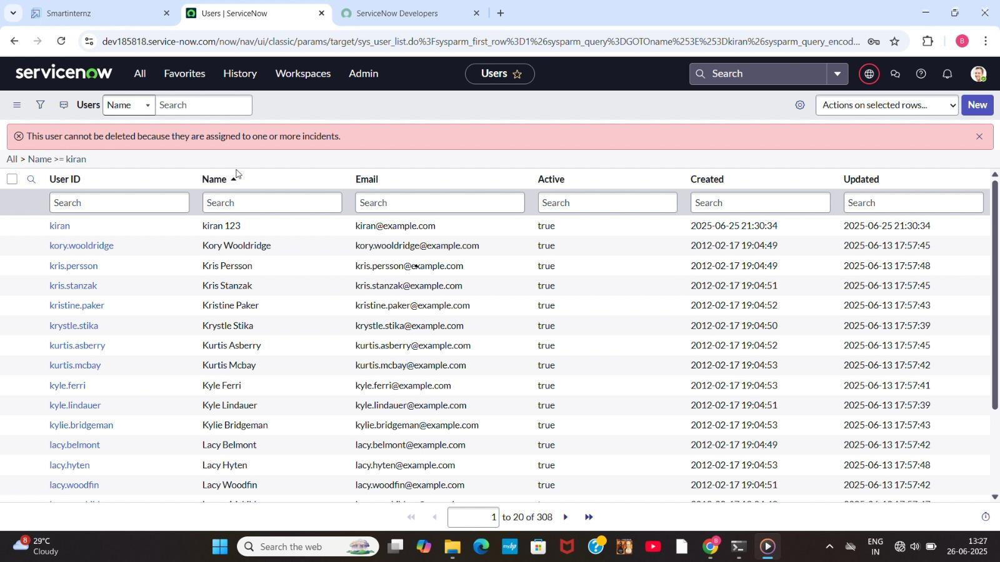 Smartinternz
Users | ServiceNow
ServiceNow Developers
dev185818.service-now.com/now/nav/ui/classic/params/target/sys_user_list.do%3Fsysparm_first_row%3D1%26sysparm_query%3DGOTOname%253E%253Dkiran%26sysparm_query_encod...
B
servicenow
All Favorites History Workspaces Admin
Users
Search
Users Name Search
Actions on selected rows...
New
This user cannot be deleted because they are assigned to one or more incidents.
All > Name >= kiran
User ID Name Email Active Created Updated
Search Search Search Search Search Search
kiran kiran 123 kiran@example.com true 2025-06-25 21:30:34 2025-06-25 21:30:34
kory.wooldridge Kory Wooldridge kory.wooldridge@example.com true 2012-02-17 19:04:49 2025-06-13 17:57:45
kris.persson Kris Persson kris.persson@example.com true 2012-02-17 19:04:49 2025-06-13 17:57:48
kris.stanzak Kris Stanzak kris.stanzak@example.com true 2012-02-17 19:04:51 2025-06-13 17:57:45
kristine.paker Kristine Paker kristine.paker@example.com true 2012-02-17 19:04:52 2025-06-13 17:57:43
krystle.stika Krystle Stika krystle.stika@example.com true 2012-02-17 19:04:50 2025-06-13 17:57:39
kurtis.asberry Kurtis Asberry kurtis.asberry@example.com true 2012-02-17 19:04:52 2025-06-13 17:57:45
kurtis.mcbay Kurtis Mcbay kurtis.mcbay@example.com true 2012-02-17 19:04:53 2025-06-13 17:57:42
kyle.ferri Kyle Ferri kyle.ferri@example.com true 2012-02-17 19:04:53 2025-06-13 17:57:41
kyle.lindauer Kyle Lindauer kyle.lindauer@example.com true 2012-02-17 19:04:51 2025-06-13 17:57:39
kylie.bridgeman Kylie Bridgeman kylie.bridgeman@example.com true 2012-02-17 19:04:53 2025-06-13 17:57:43
lacy.belmont Lacy Belmont lacy.belmont@example.com true 2012-02-17 19:04:49 2025-06-13 17:57:42
lacy.hyten Lacy Hyten lacy.hyten@example.com true 2012-02-17 19:04:53 2025-06-13 17:57:48
lacy.woodfin Lacy Woodfin lacy.woodfin@example.com true 2012-02-17 19:04:51 2025-06-13 17:57:42
1 to 20 of 308
8
29°C
Cloudy
Search the web
myhp
B
ENG
IN
13:27
26-06-2025